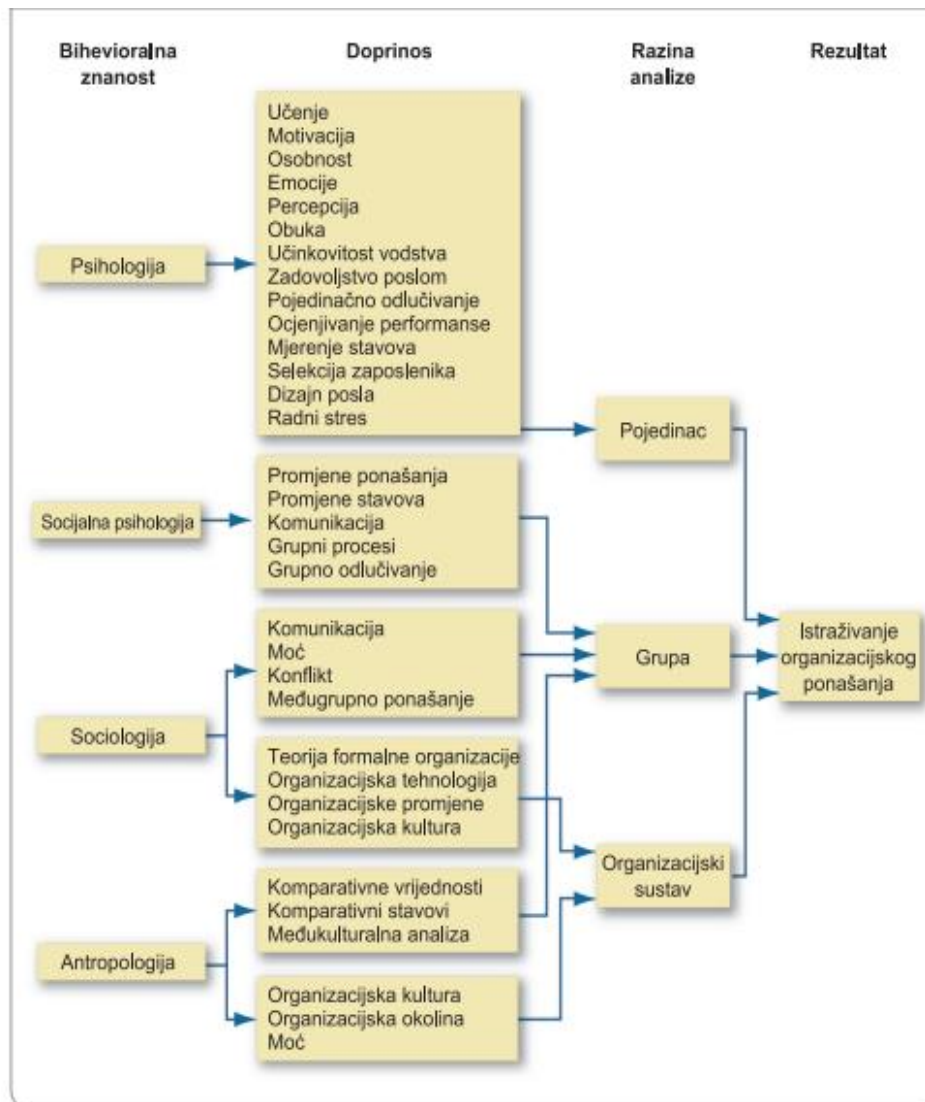 Bihevioralna
znanost
Doprinos
Razina
analize
Rezultat
Psihologija
Učenje
Motivacija
Osobnost
Emocije
Percepcija
Obuka
Učinkovitost vodstva
Zadovoljstvo poslom
Pojedinačno odlučivanje
Ocjenjivanje performanse
Mjerenje stavova
Selekcija zaposlenika
Dizajn posla
Radni stres
Pojedinac
Socijalna psihologija
Promjene ponašanja
Promjene stavova
Komunikacija
Grupni procesi
Grupno odlučivanje
Sociologija
Komunikacija
Moć
Konflikt
Međugrupno ponašanje
Grupa
Istraživanje
organizacijskog
ponašanja
Teorija formalne organizacije
Organizacijska tehnologija
Organizacijske promjene
Organizacijska kultura
Organizacijski
sustav
Antropologija
Komparativne vrijednosti
Komparativni stavovi
Međukulturalna analiza
Organizacijska kultura
Organizacijska okolina
Moć